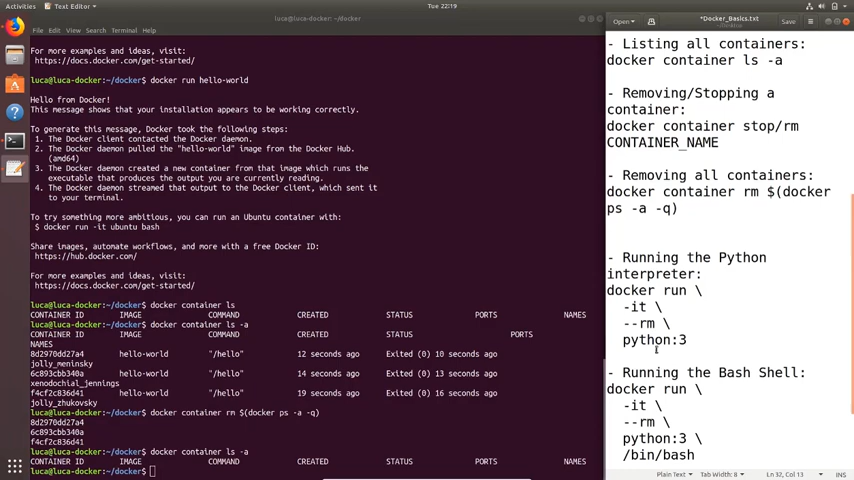 Activities
Text Editor
Tue 22:19
luca@luca-docker: ~/docker
File Edit View Search Terminal Help
For more examples and ideas, visit:
https://docs.docker.com/get-started/
luca@luca-docker:~/docker$ docker run hello-world
Hello from Docker!
This message shows that your installation appears to be working correctly.
To generate this message, Docker took the following steps:
1. The Docker client contacted the Docker daemon.
2. The Docker daemon pulled the "hello-world" image from the Docker Hub.
(amd64)
3. The Docker daemon created a new container from that image which runs the
executable that produces the output you are currently reading.
4. The Docker daemon streamed that output to the Docker client, which sent it
to your terminal.
To try something more ambitious, you can run an Ubuntu container with:
$ docker run -it ubuntu bash
Share images, automate workflows, and more with a free Docker ID:
https://hub.docker.com/
For more examples and ideas, visit:
https://docs.docker.com/get-started/
luca@luca-docker:~/docker$ docker container ls
CONTAINER ID IMAGE COMMAND CREATED STATUS PORTS NAMES
luca@luca-docker:~/docker$ docker container ls -a
CONTAINER ID IMAGE COMMAND CREATED STATUS PORTS
NAMES
8d2970dd27a4 hello-world "/hello" 12 seconds ago Exited (0) 10 seconds ago
jolly_meninsky
6c893cbb340a hello-world "/hello" 14 seconds ago Exited (0) 13 seconds ago
xenodochial_jennings
f4cf2c836d41 hello-world "/hello" 19 seconds ago Exited (0) 16 seconds ago
jolly_zhukovsky
luca@luca-docker:~/docker$ docker container rm $(docker ps -a -q)
8d2970dd27a4
6c893cbb340a
f4cf2c836d41
luca@luca-docker:~/docker$ docker container ls -a
CONTAINER ID IMAGE COMMAND CREATED STATUS PORTS NAMES
luca@luca-docker:~/docker$
Open
*Docker_Basics.txt
Save
- Listing all containers:
docker container ls -a
- Removing/Stopping a
container:
docker container stop/rm
CONTAINER_NAME
- Removing all containers:
docker container rm $(docker
ps -a -q)
- Running the Python
interpreter:
docker run \
-it \
--rm \
python:3
- Running the Bash Shell:
docker run \
-it \
--rm \
python:3 \
/bin/bash
Plain Text Tab Width: 8 Ln 32, Col 13 INS